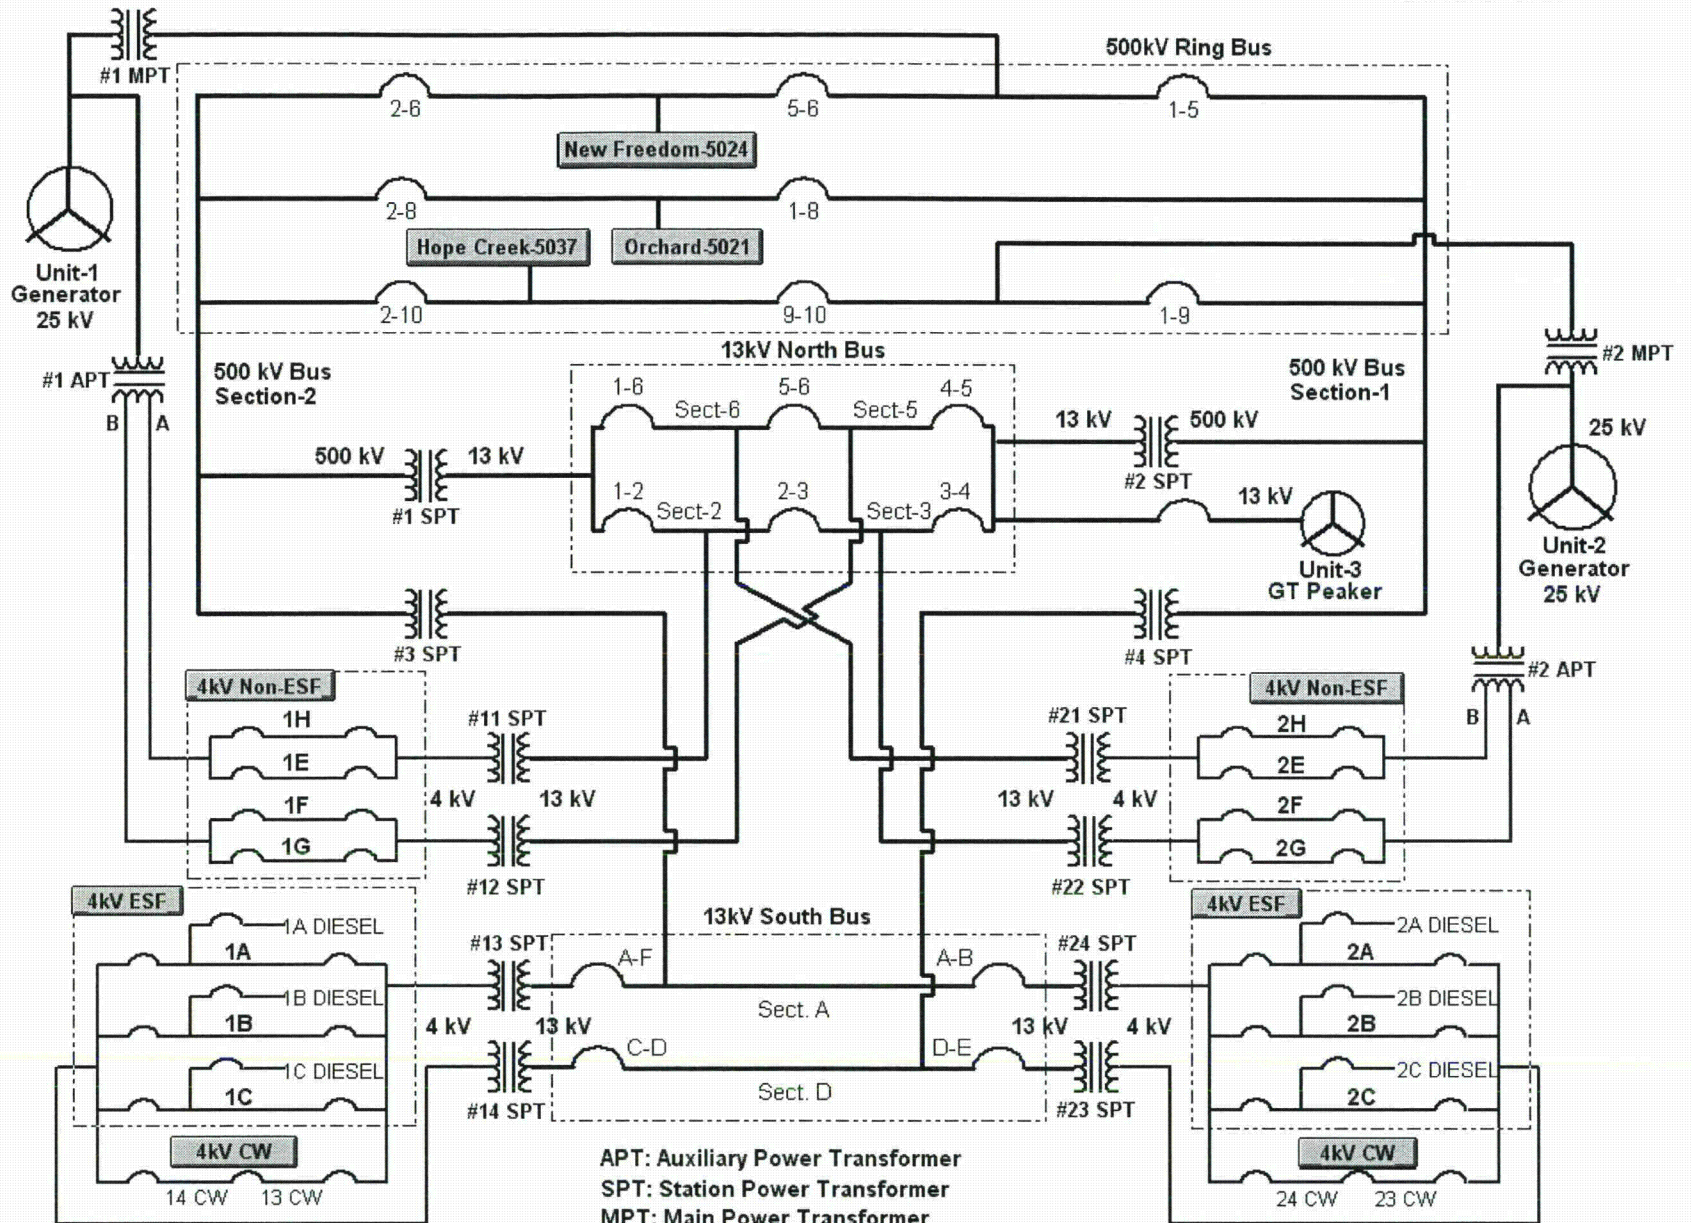 500kV Ring Bus
#1 MPT
2-6
5-6
1-5
New Freedom-5024
2-8
1-8
Hope Creek-5037
Orchard-5021
Unit-1
Generator
25 kV
2-10
9-10
1-9
13kV North Bus
#2 MPT
#1 APT
B
A
500 kV Bus
Section-2
500 kV Bus
Section-1
1-6
5-6
4-5
Sect-6
Sect-5
13 kV
500 kV
25 kV
500 kV
13 kV
#1 SPT
#2 SPT
1-2
2-3
3-4
Sect-2
Sect-3
13 kV
Unit-3
GT Peaker
Unit-2
Generator
25 kV
#3 SPT
#4 SPT
#2 APT
B
A
4kV Non-ESF
4kV Non-ESF
1H
1E
#11 SPT
#21 SPT
2H
2E
4 kV
13 kV
13 kV
4 kV
1F
1G
2F
2G
#12 SPT
#22 SPT
4kV ESF
4kV ESF
13kV South Bus
1A DIESEL
1A
#13 SPT
A-F
A-B
#24 SPT
2A DIESEL
2A
1B DIESEL
1B
Sect. A
2B DIESEL
2B
4 kV
13 kV
13 kV
4 kV
C-D
D-E
1C DIESEL
1C
#14 SPT
Sect. D
#23 SPT
2C DIESEL
2C
4kV CW
4kV CW
14 CW
13 CW
24 CW
23 CW
APT: Auxiliary Power Transformer
SPT: Station Power Transformer
MPT: Main Power Transformer